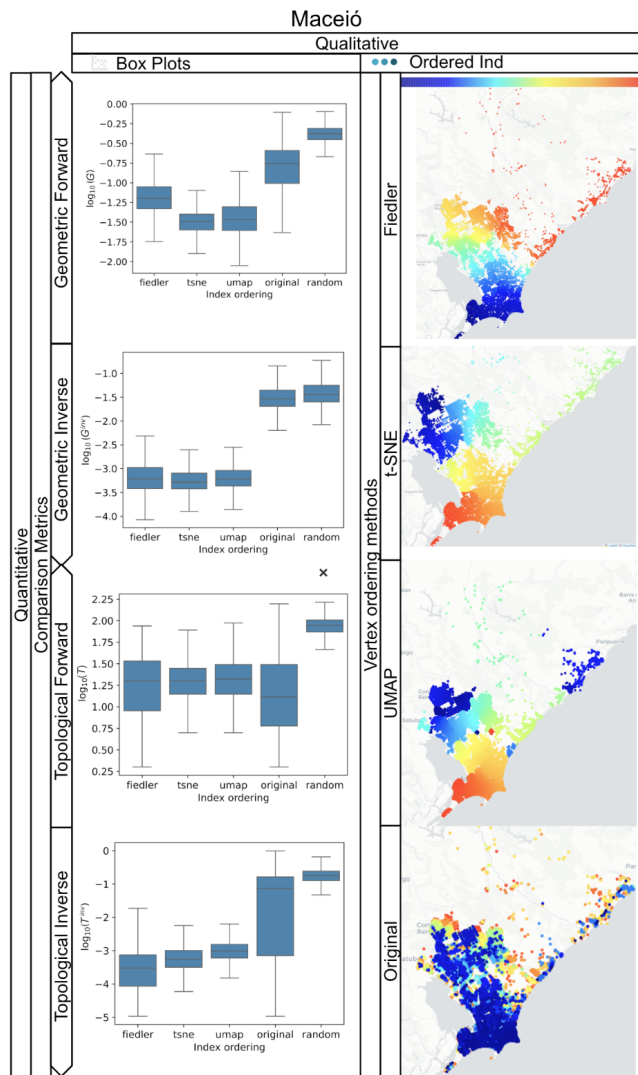 Maceió
Qualitative
Box Plots
Ordered Ind
Quantitative
Comparison Metrics
Geometric Forward
0.00
−0.25
−0.50
−0.75
−1.00
−1.25
−1.50
−1.75
−2.00
log10(G)
fiedler tsne umap original random
Index ordering
Geometric Inverse
−1.0
−1.5
−2.0
−2.5
−3.0
−3.5
−4.0
log10(G^inv)
fiedler tsne umap original random
Index ordering
Topological Forward
×
2.25
2.00
1.75
1.50
1.25
1.00
0.75
0.50
0.25
log10(T)
fiedler tsne umap original random
Index ordering
Topological Inverse
0
−1
−2
−3
−4
−5
log10(T^inv)
fiedler tsne umap original random
Index ordering
Vertex ordering methods
Fiedler
t-SNE
UMAP
Barra de
Paripueira
Satuba
Original